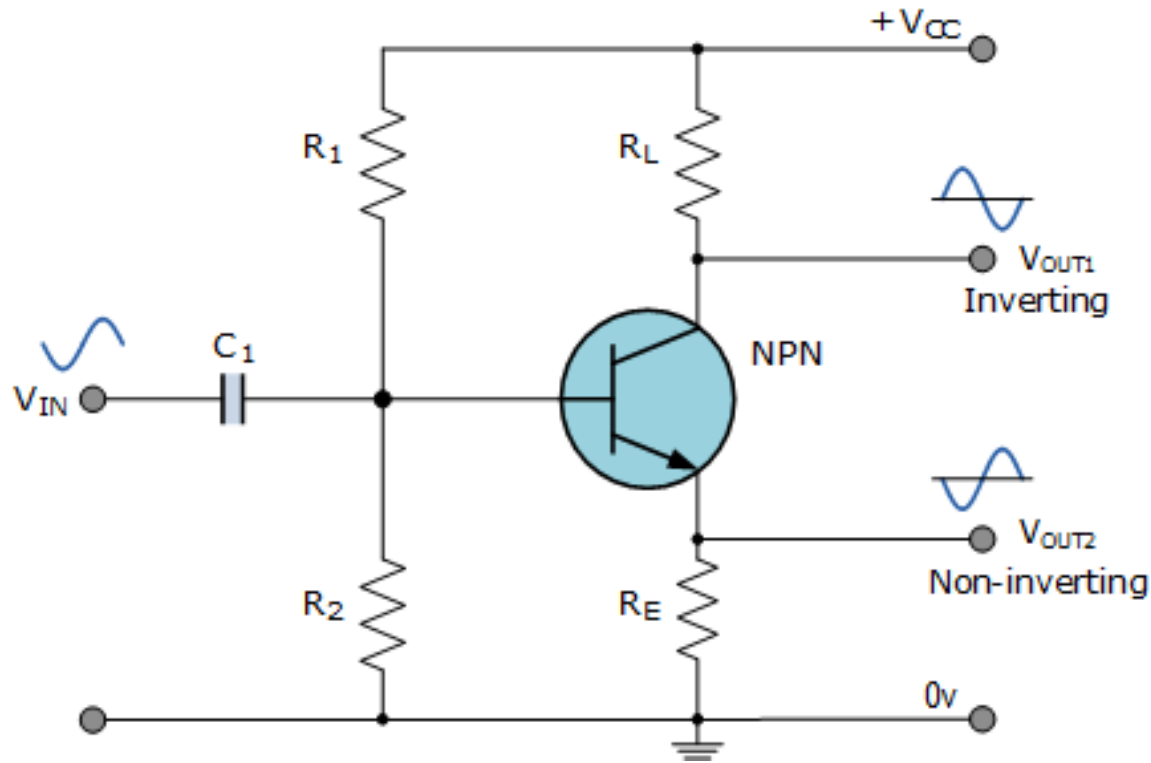 +VCC
R1
RL
VOUT1
Inverting
C1
NPN
VIN
VOUT2
Non-inverting
R2
RE
0v